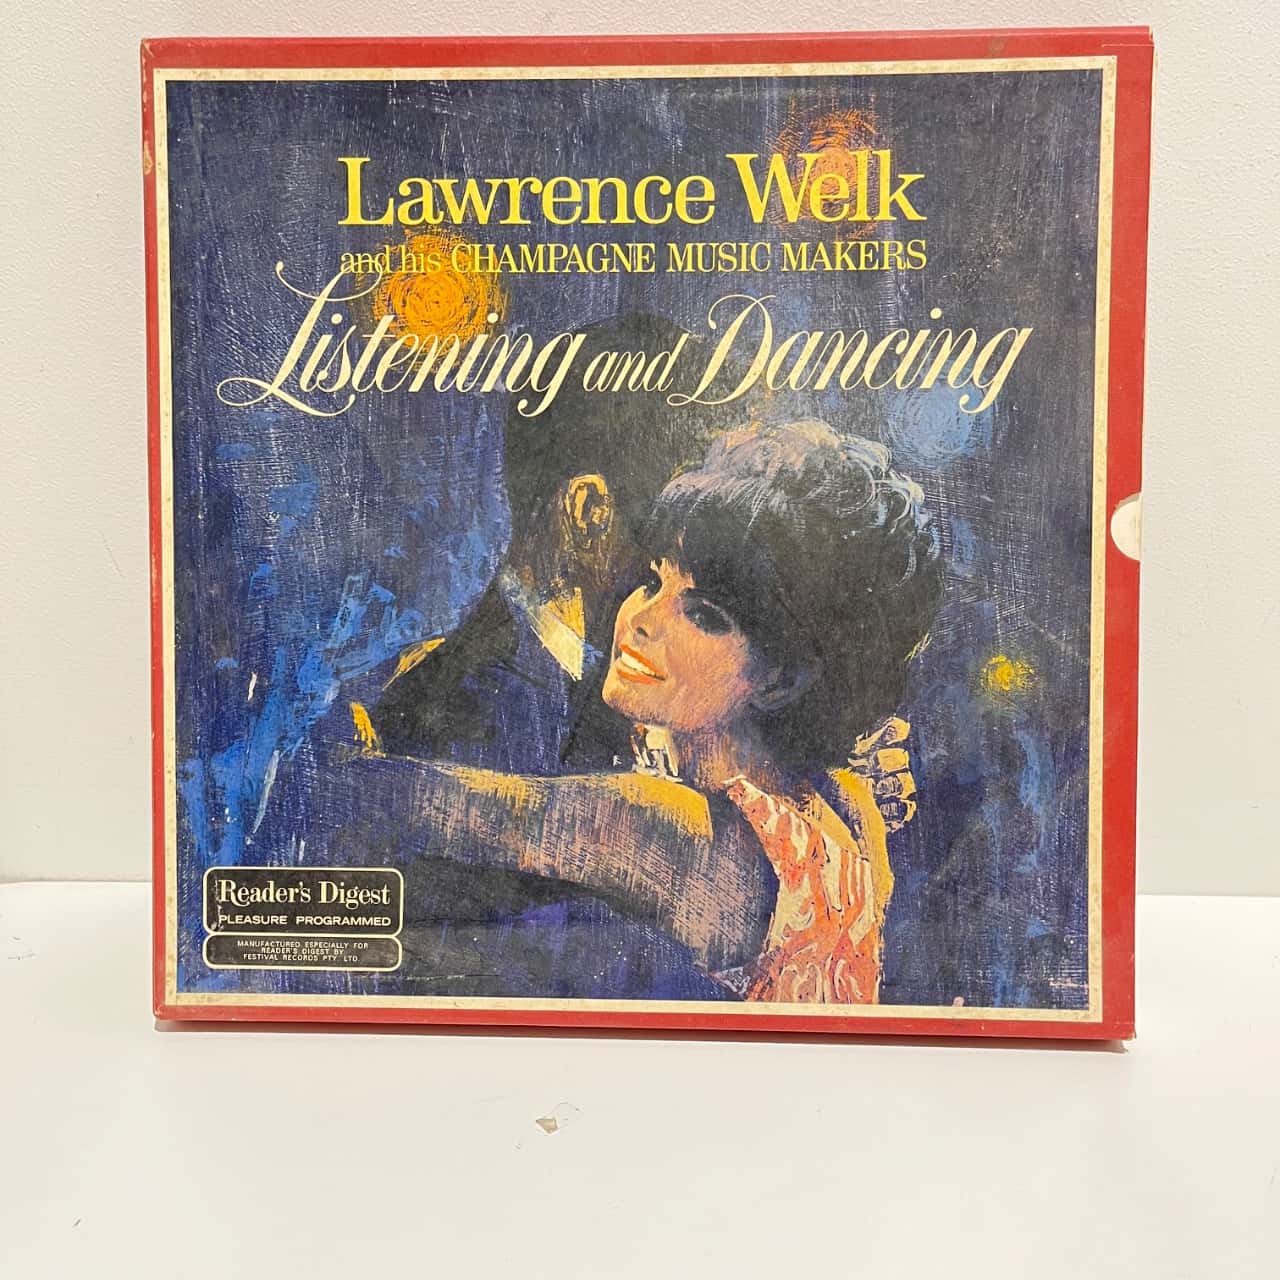 Lawrence Welk
and his CHAMPAGNE MUSIC MAKERS
Listening and Dancing
Reader's Digest
PLEASURE PROGRAMMED
MANUFACTURED ESPECIALLY FOR
READER'S DIGEST BY
FESTIVAL RECORDS PTY. LTD.